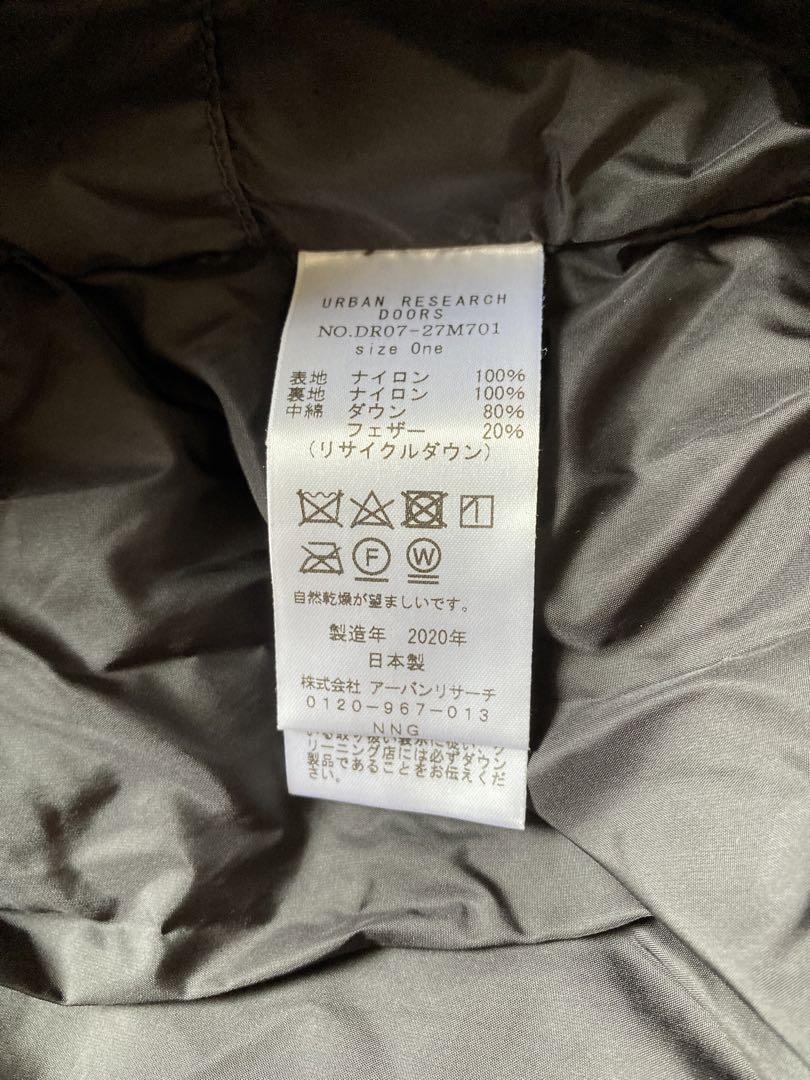 URBAN RESEARCH
DOORS
NO.DR07-27M701
size One
表地 ナイロン 100%
裏地 ナイロン 100%
中綿 ダウン 80%
フェザー 20%
(リサイクルダウン)
F W
自然乾燥が望ましいです。
製造年 2020年
日本製
株式会社 アーバンリサーチ
0120-967-013
NNG
リーニング店には必ずダウン
製品であることをお伝えくだ
さい。